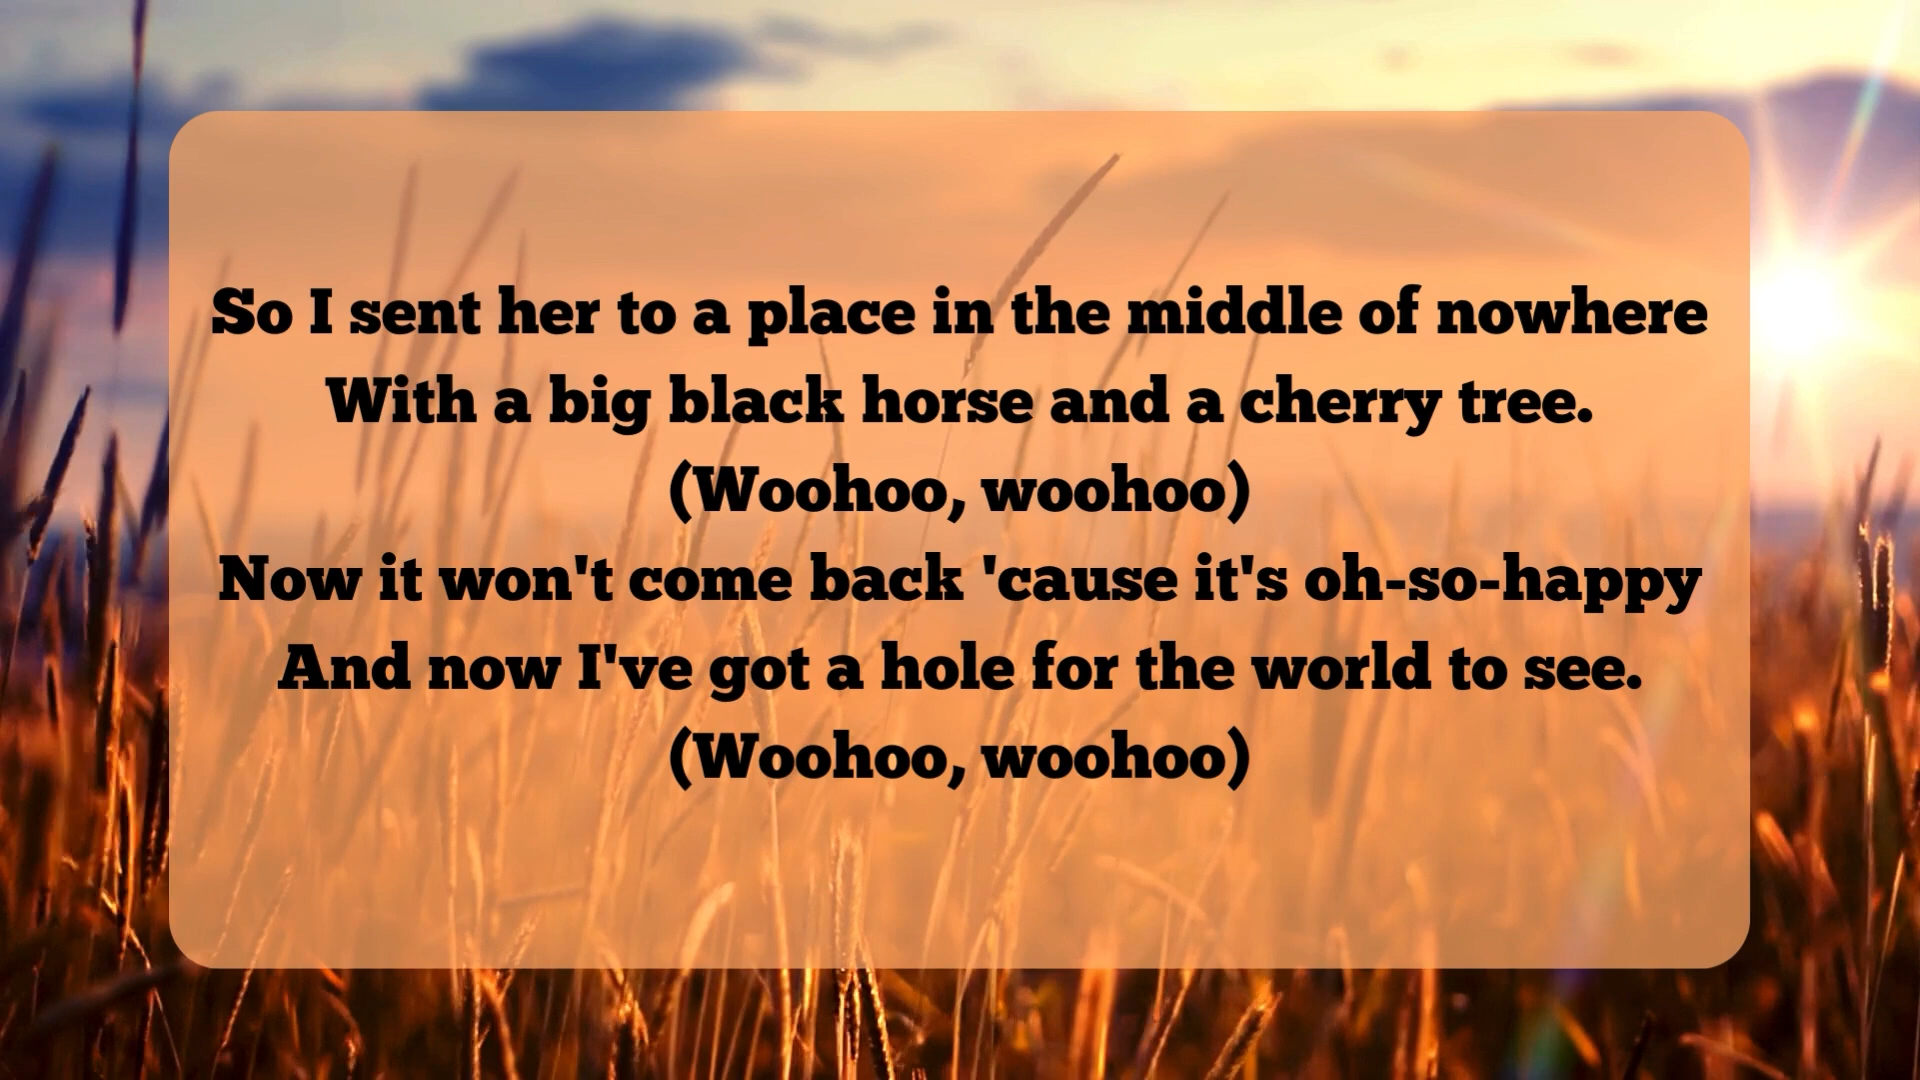 So I sent her to a place in the middle of nowhere
With a big black horse and a cherry tree.
(Woohoo, woohoo)
Now it won't come back 'cause it's oh-so-happy
And now I've got a hole for the world to see.
(Woohoo, woohoo)